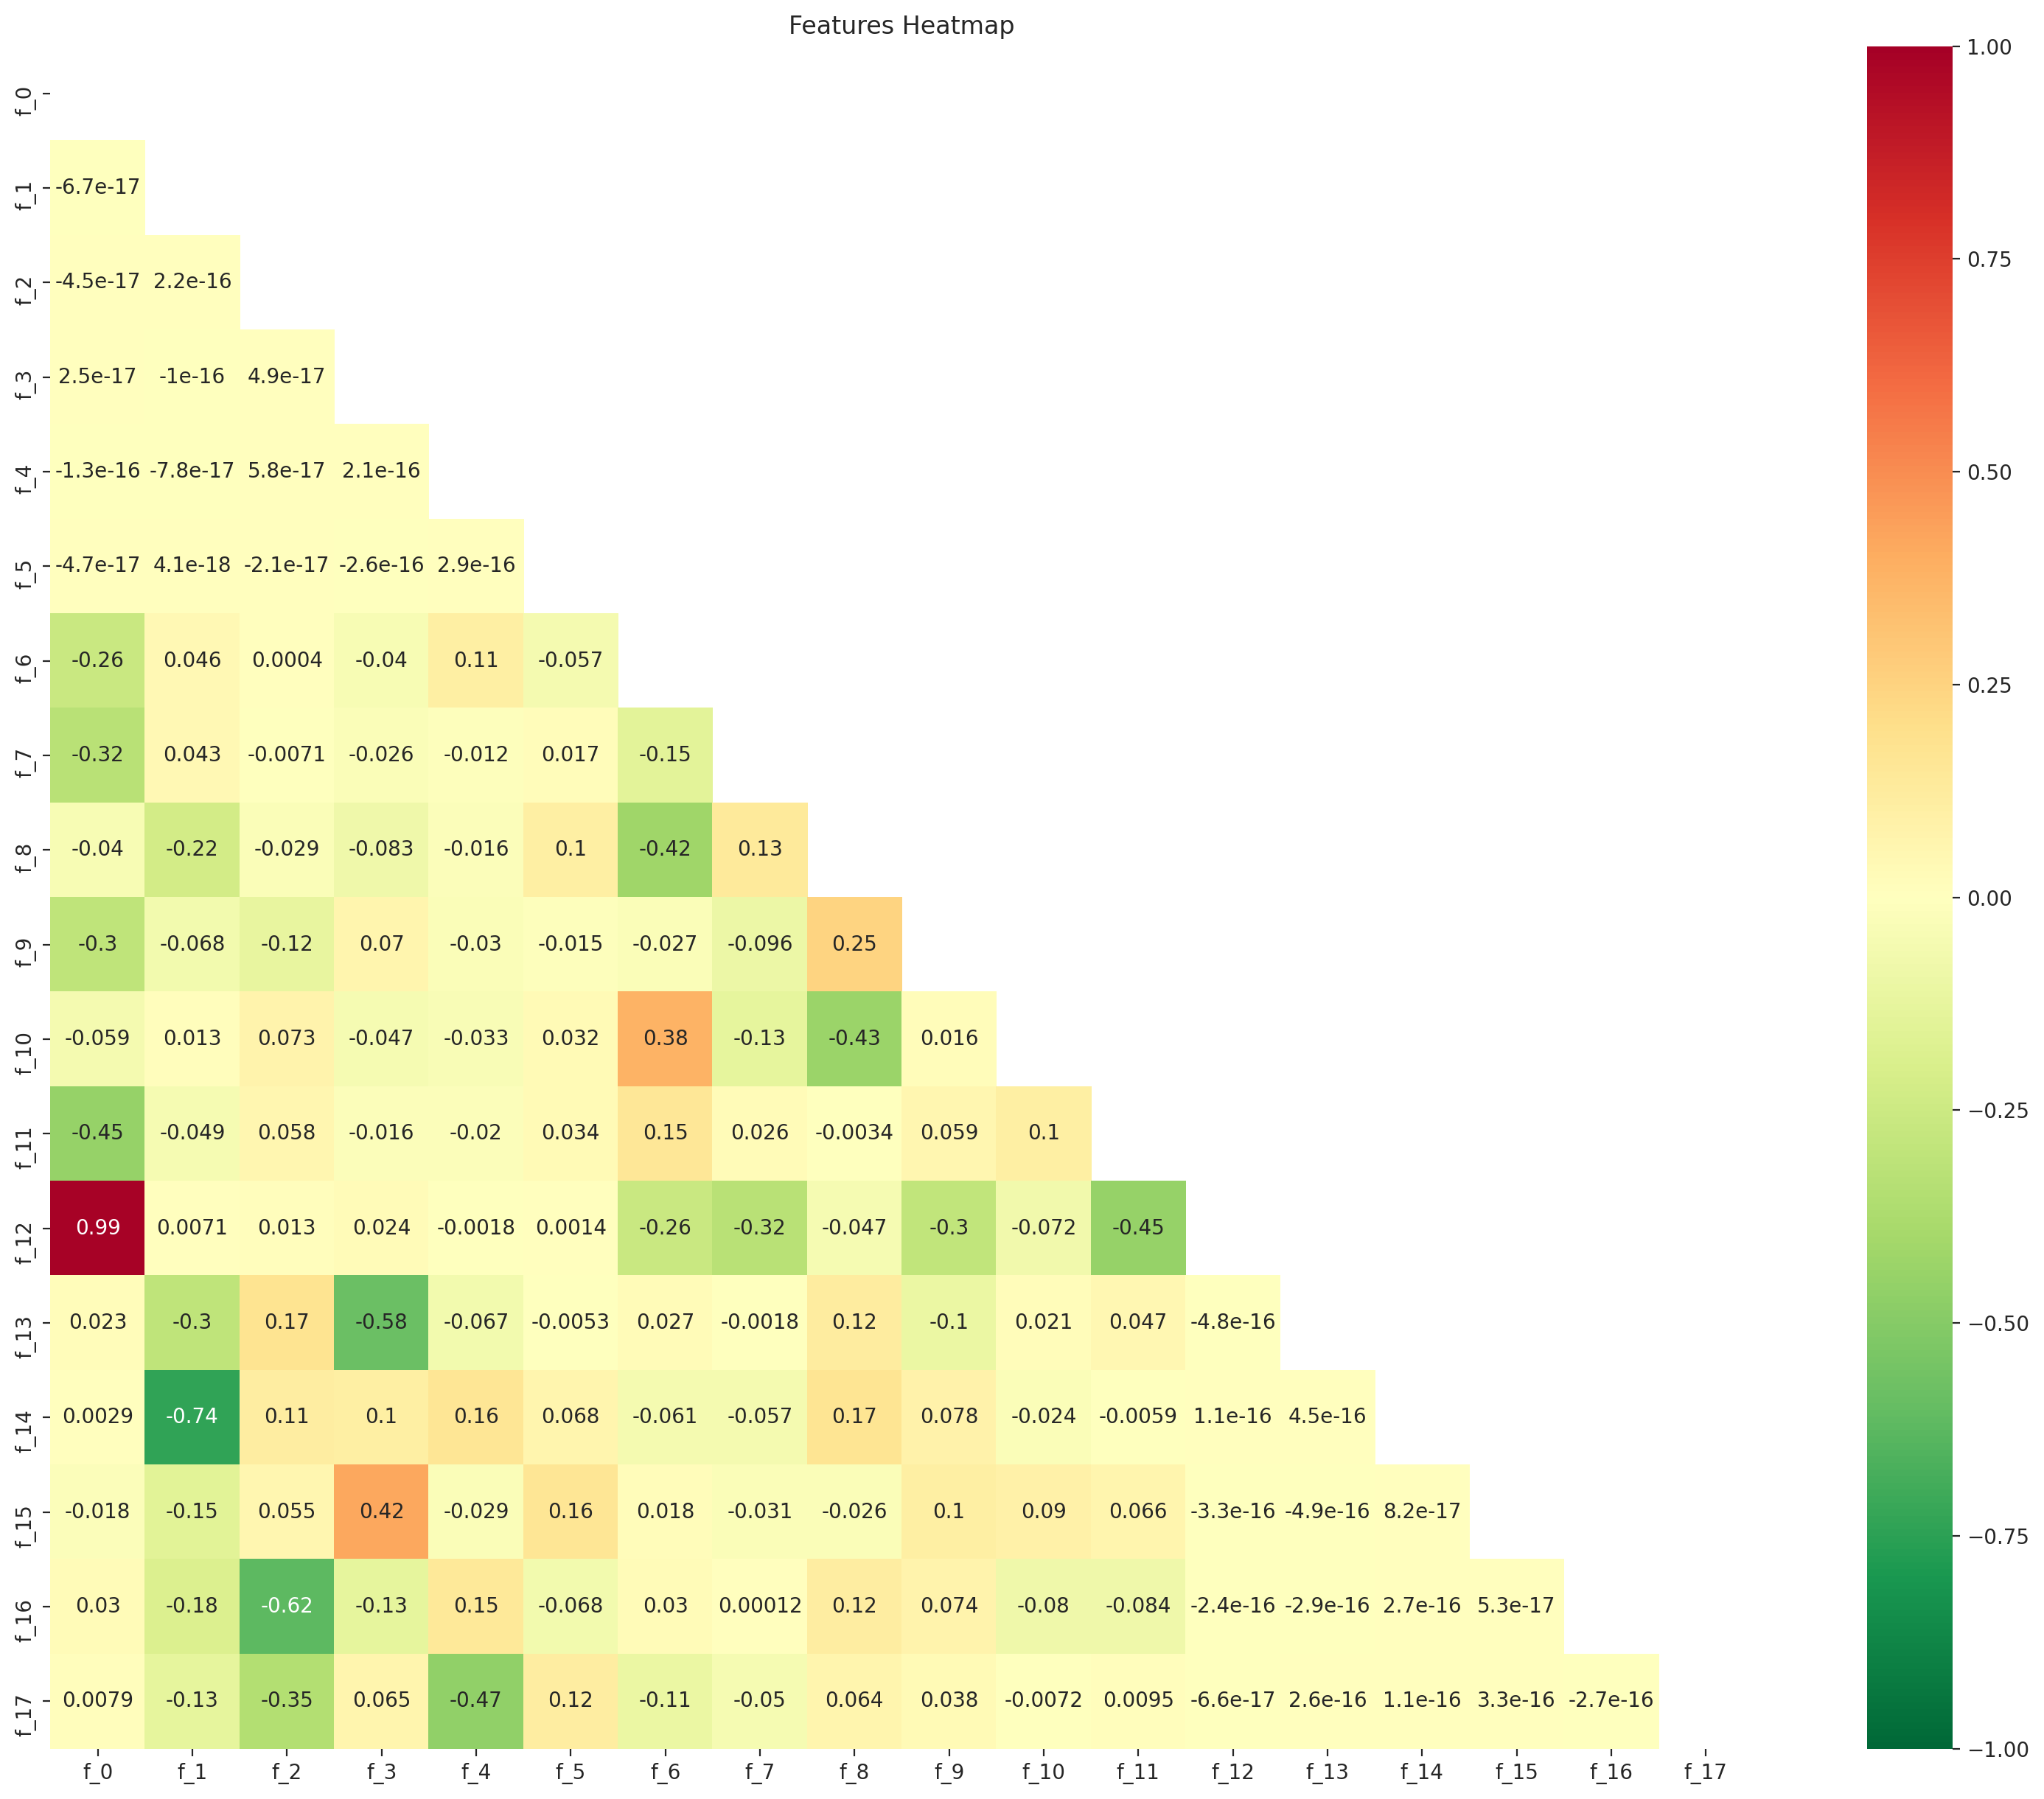 Features Heatmap
f_0
f_1 -6.7e-17
f_2 -4.5e-17 2.2e-16
f_3 2.5e-17 -1e-16 4.9e-17
f_4 -1.3e-16 -7.8e-17 5.8e-17 2.1e-16
f_5 -4.7e-17 4.1e-18 -2.1e-17 -2.6e-16 2.9e-16
f_6 -0.26 0.046 0.0004 -0.04 0.11 -0.057
f_7 -0.32 0.043 -0.0071 -0.026 -0.012 0.017 -0.15
f_8 -0.04 -0.22 -0.029 -0.083 -0.016 0.1 -0.42 0.13
f_9 -0.3 -0.068 -0.12 0.07 -0.03 -0.015 -0.027 -0.096 0.25
f_10 -0.059 0.013 0.073 -0.047 -0.033 0.032 0.38 -0.13 -0.43 0.016
f_11 -0.45 -0.049 0.058 -0.016 -0.02 0.034 0.15 0.026 -0.0034 0.059 0.1
f_12 0.99 0.0071 0.013 0.024 -0.0018 0.0014 -0.26 -0.32 -0.047 -0.3 -0.072 -0.45
f_13 0.023 -0.3 0.17 -0.58 -0.067 -0.0053 0.027 -0.0018 0.12 -0.1 0.021 0.047 -4.8e-16
f_14 0.0029 -0.74 0.11 0.1 0.16 0.068 -0.061 -0.057 0.17 0.078 -0.024 -0.0059 1.1e-16 4.5e-16
f_15 -0.018 -0.15 0.055 0.42 -0.029 0.16 0.018 -0.031 -0.026 0.1 0.09 0.066 -3.3e-16 -4.9e-16 8.2e-17
f_16 0.03 -0.18 -0.62 -0.13 0.15 -0.068 0.03 0.00012 0.12 0.074 -0.08 -0.084 -2.4e-16 -2.9e-16 2.7e-16 5.3e-17
f_17 0.0079 -0.13 -0.35 0.065 -0.47 0.12 -0.11 -0.05 0.064 0.038 -0.0072 0.0095 -6.6e-17 2.6e-16 1.1e-16 3.3e-16 -2.7e-16
f_0 f_1 f_2 f_3 f_4 f_5 f_6 f_7 f_8 f_9 f_10 f_11 f_12 f_13 f_14 f_15 f_16 f_17
1.00
0.75
0.50
0.25
0.00
−0.25
−0.50
−0.75
−1.00